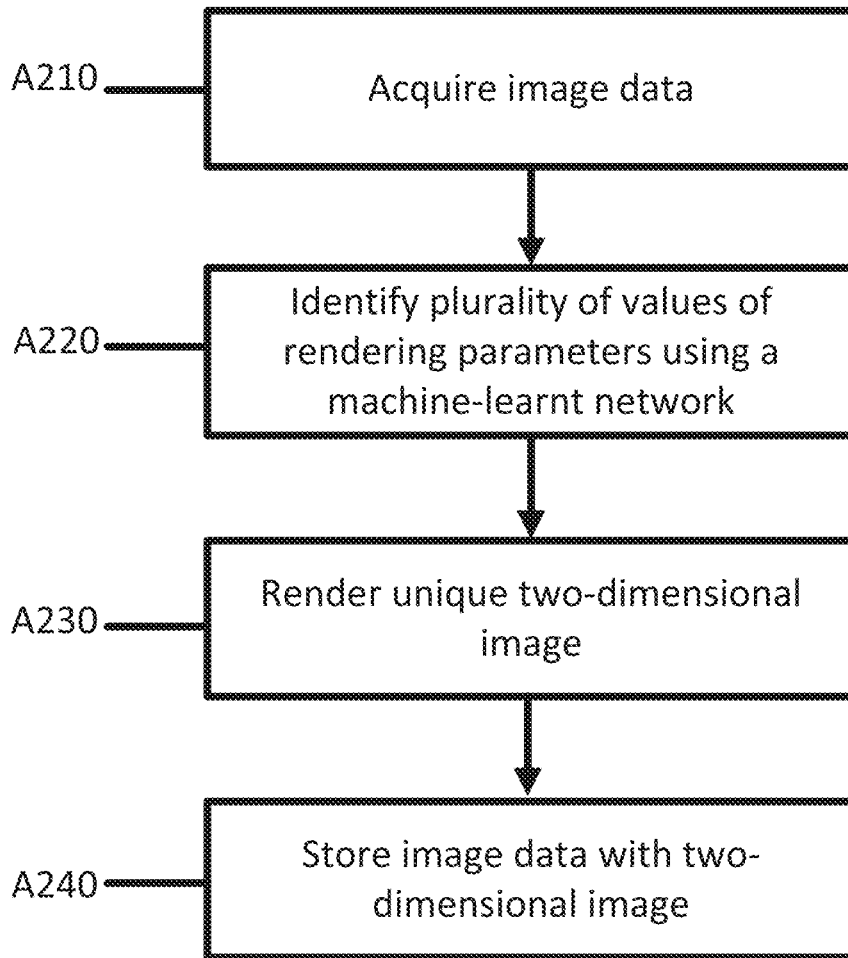 A210
Acquire image data
A220
Identify plurality of values of
rendering parameters using a
machine-learnt network
A230
Render unique two-dimensional
image
A240
Store image data with two-
dimensional image